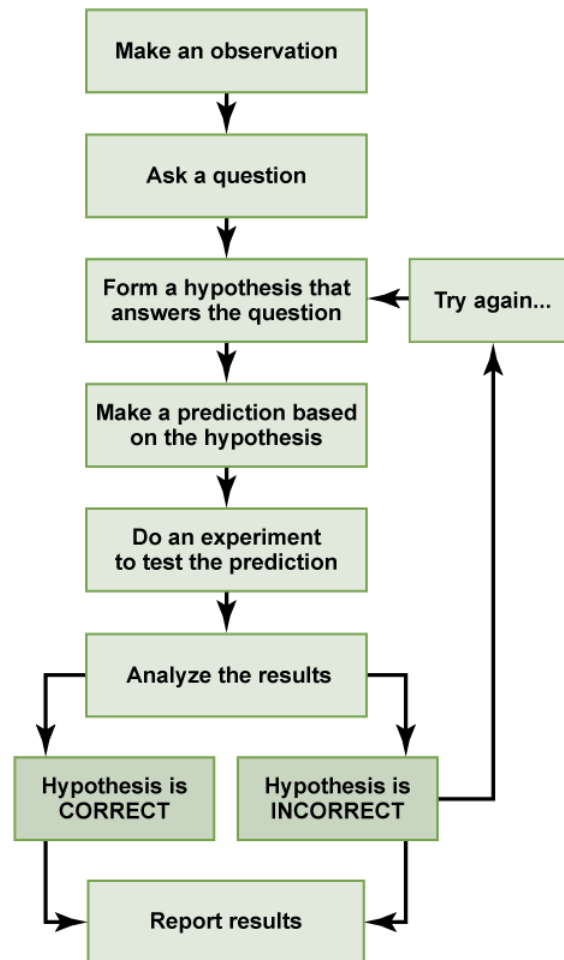 Make an observation
Ask a question
Form a hypothesis that
answers the question
Try again...
Make a prediction based
on the hypothesis
Do an experiment
to test the prediction
Analyze the results
Hypothesis is
CORRECT
Hypothesis is
INCORRECT
Report results